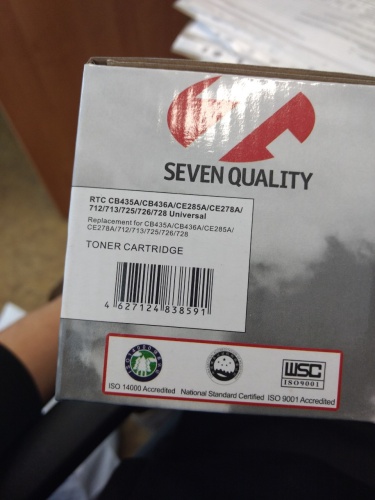 SEVEN QUALITY
RTC CB435A/CB436A/CE285A/CE278A/
712/713/725/726/728 Universal
Replacement for CB435A/CB436A/CE285A/
CE278A/712/713/725/726/728
TONER CARTRIDGE
4 627124 838591
WSC
ISO9001
ISO 14000 Accredited National Standard Certified ISO 9001 Accredited